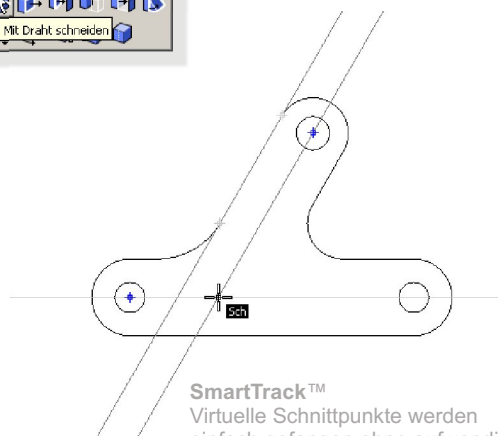 Mit Draht schneiden
Sch
SmartTrack™
Virtuelle Schnittpunkte werden